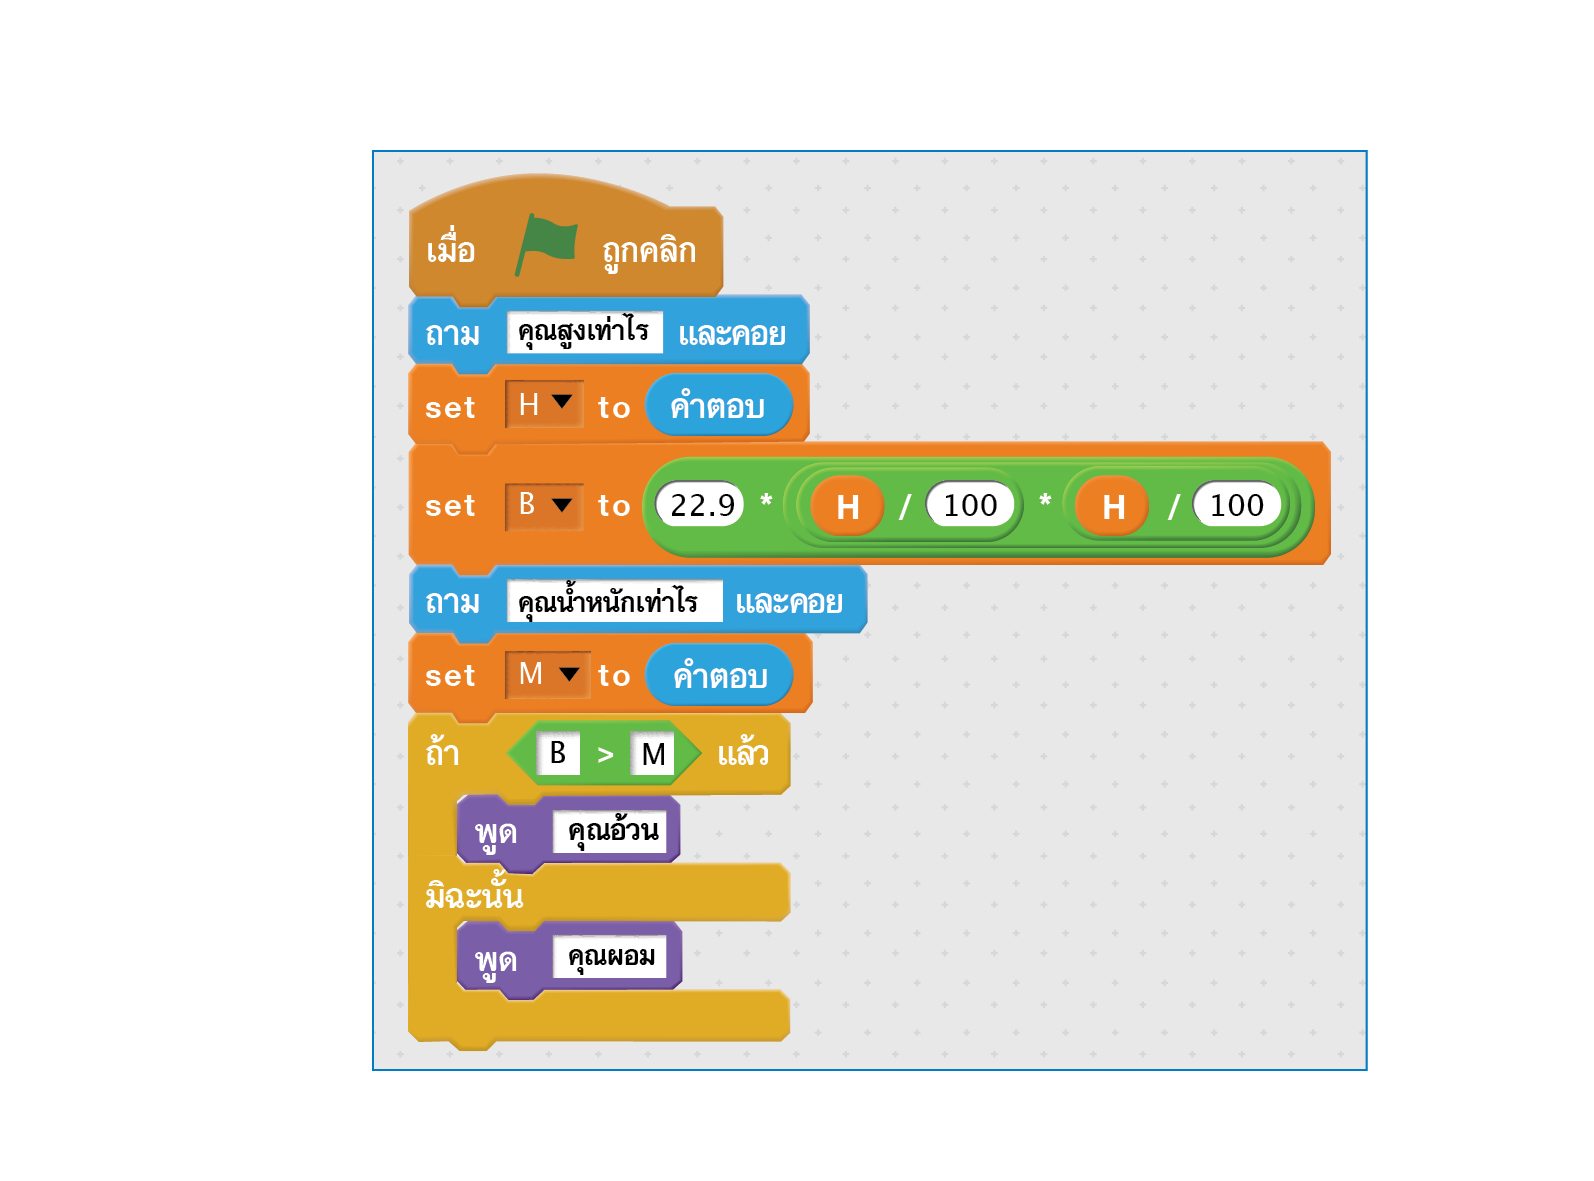 เมื่อ ถูกคลิก
ถาม คุณสูงเท่าไร และคอย
set H to คำตอบ
set B to 22.9 * H / 100 * H / 100
ถาม คุณน้ำหนักเท่าไร และคอย
set M to คำตอบ
ถ้า B > M แล้ว
พูด คุณอ้วน
มิฉะนั้น
พูด คุณผอม